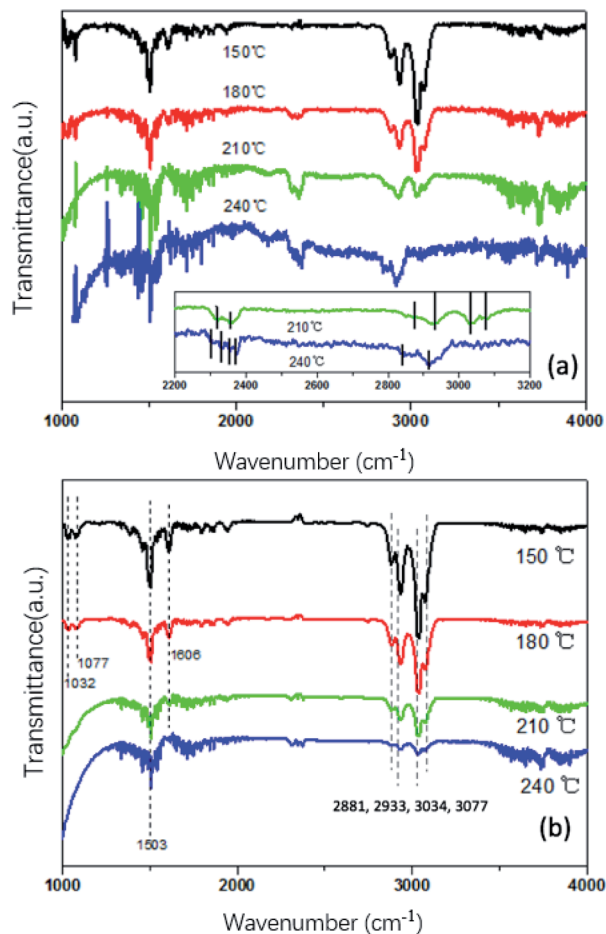 Transmittance(a.u.)
150℃
180℃
210℃
240℃
210℃
240℃
2200 2400 2600 2800 3000 3200
(a)
1000 2000 3000 4000
Wavenumber (cm⁻¹)
Transmittance(a.u.)
150 ℃
180 ℃
1606
1077
1032
210 ℃
240 ℃
2881, 2933, 3034, 3077
(b)
1503
1000 2000 3000 4000
Wavenumber (cm⁻¹)